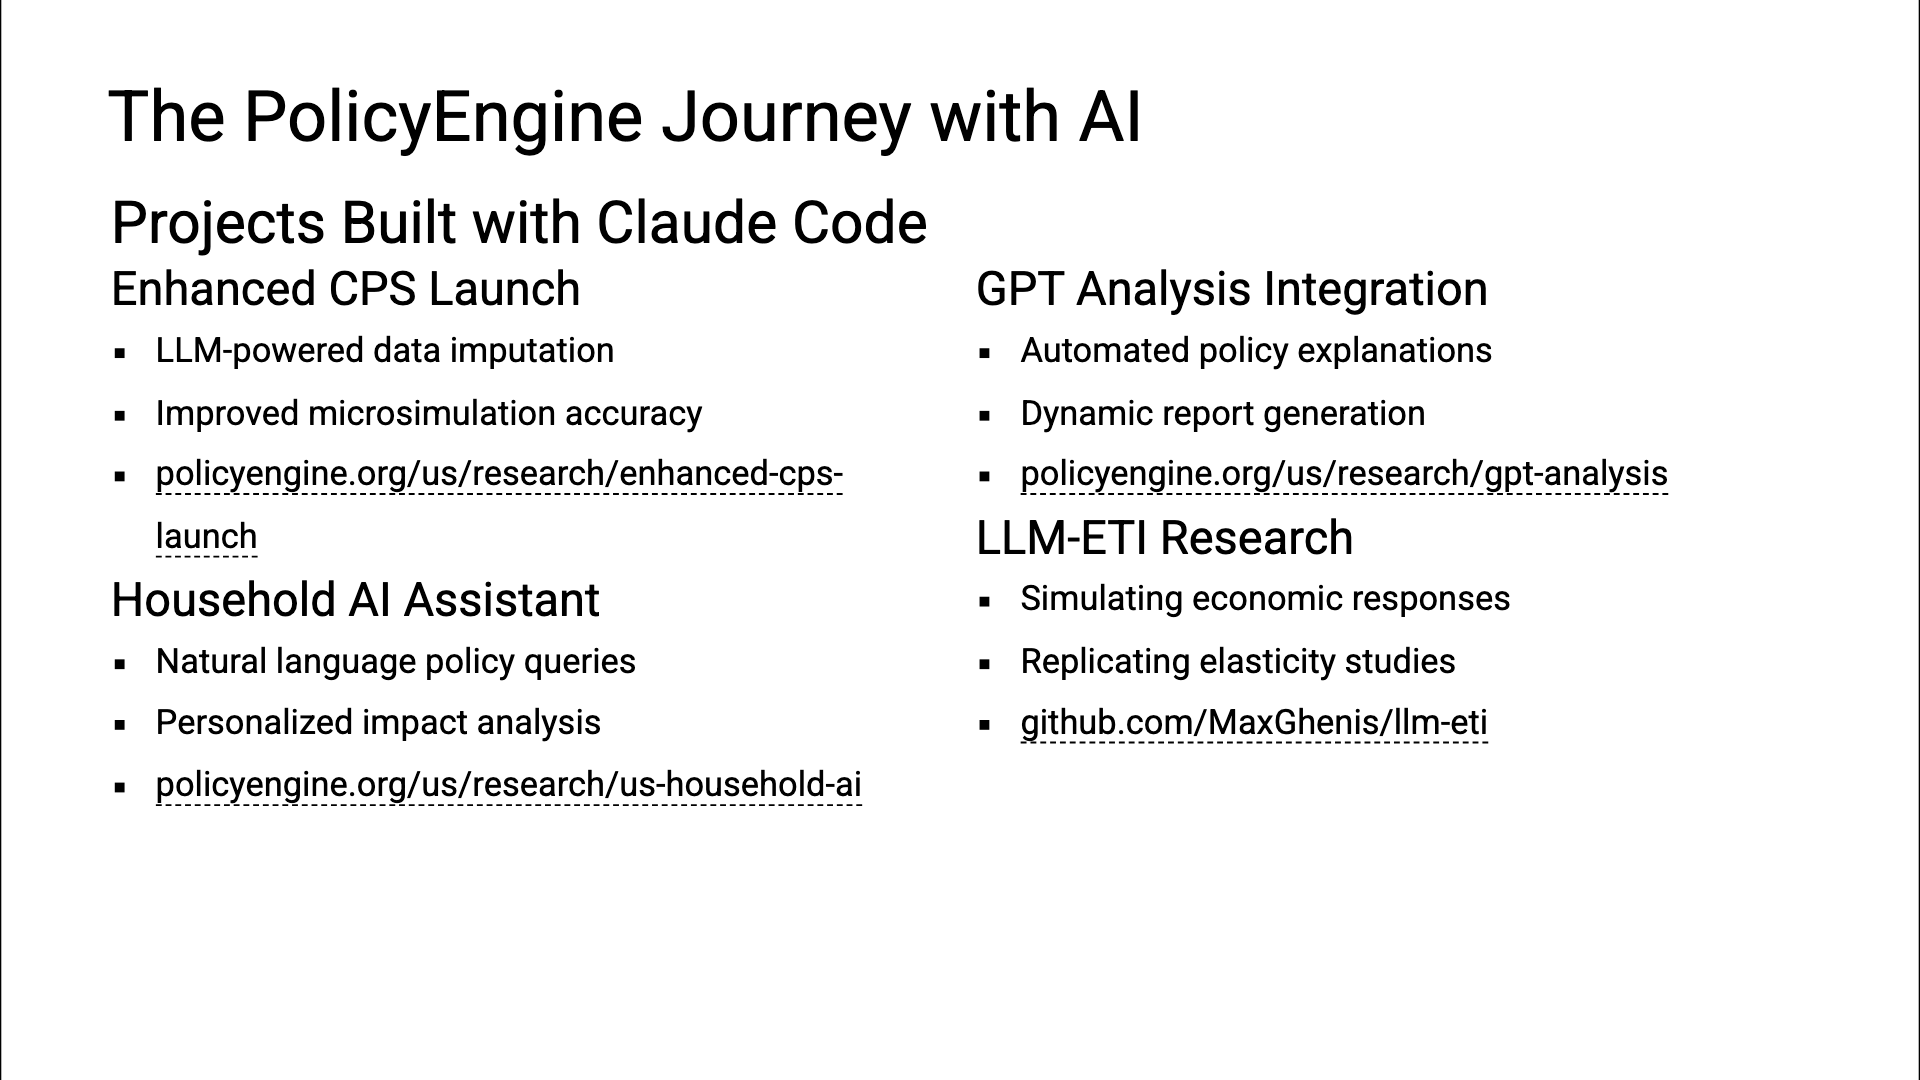 The PolicyEngine Journey with AI
Projects Built with Claude Code
Enhanced CPS Launch
▪ LLM-powered data imputation
▪ Improved microsimulation accuracy
▪ policyengine.org/us/research/enhanced-cps-
launch
Household AI Assistant
▪ Natural language policy queries
▪ Personalized impact analysis
▪ policyengine.org/us/research/us-household-ai
GPT Analysis Integration
▪ Automated policy explanations
▪ Dynamic report generation
▪ policyengine.org/us/research/gpt-analysis
LLM-ETI Research
▪ Simulating economic responses
▪ Replicating elasticity studies
▪ github.com/MaxGhenis/llm-eti